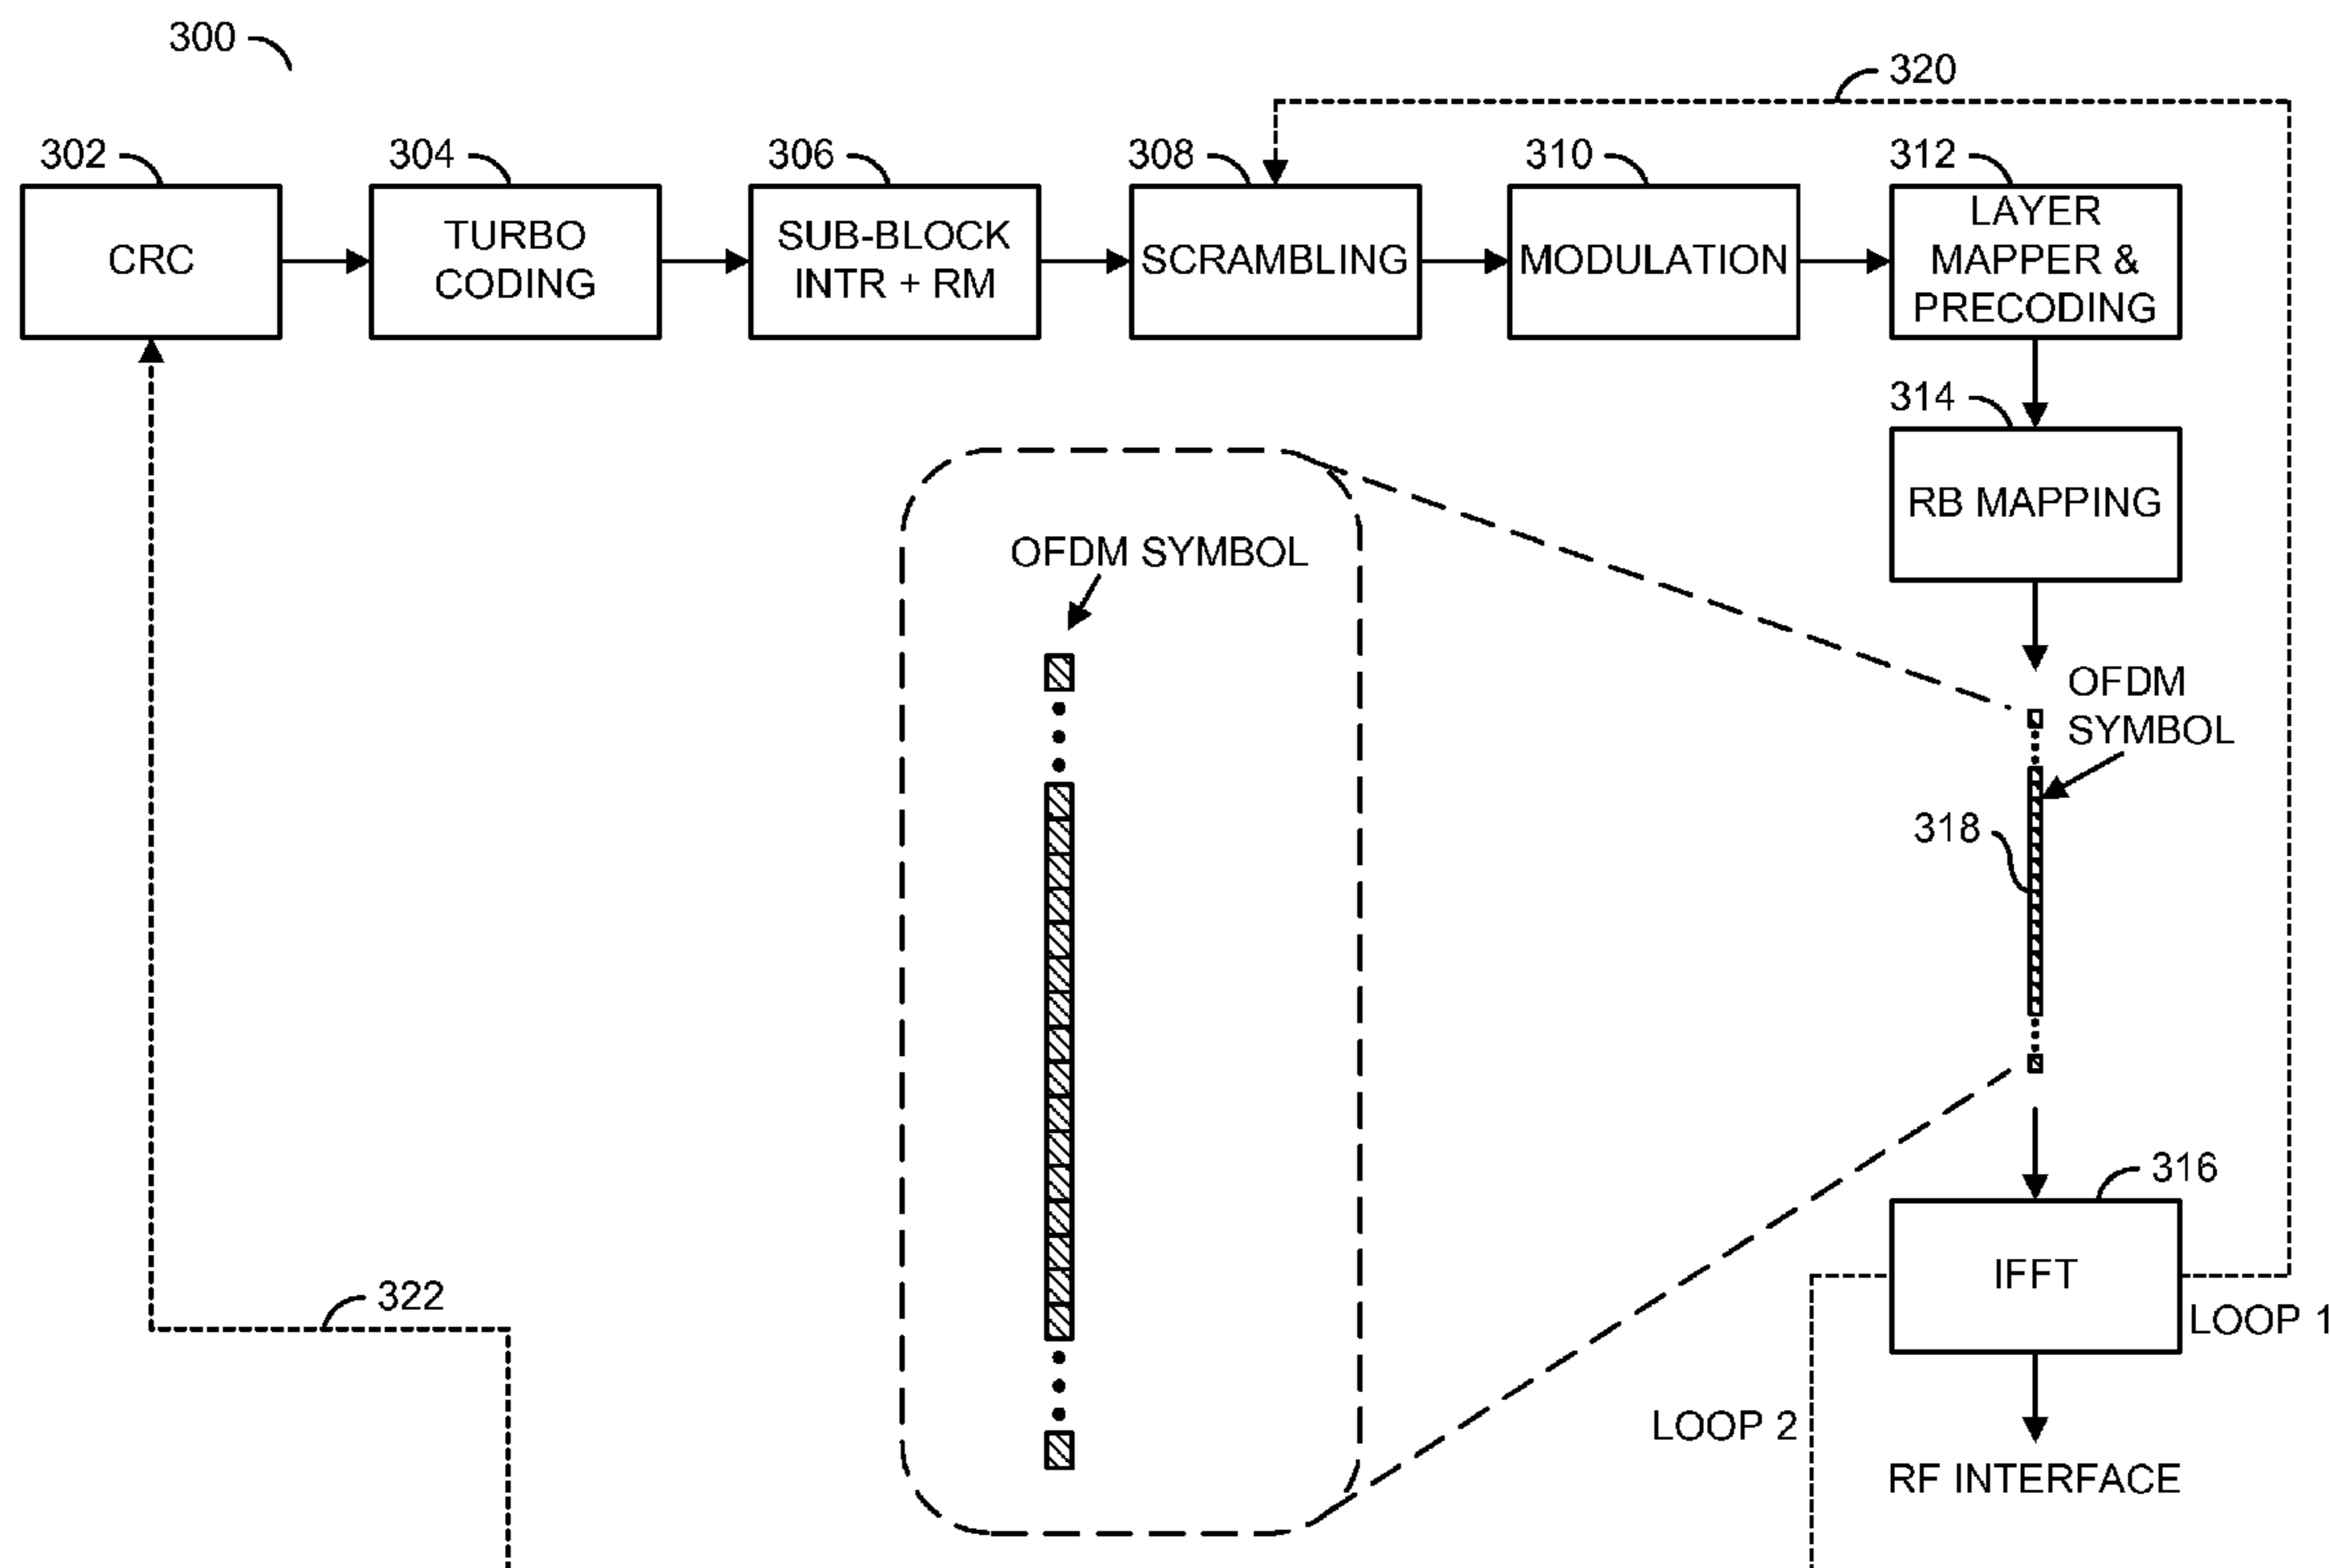 300
320
302
304
306
308
310
312
CRC
TURBO
CODING
SUB-BLOCK
INTR + RM
SCRAMBLING
MODULATION
LAYER
MAPPER &
PRECODING
314
RB MAPPING
OFDM SYMBOL
OFDM
SYMBOL
318
316
IFFT
LOOP 1
322
LOOP 2
RF INTERFACE